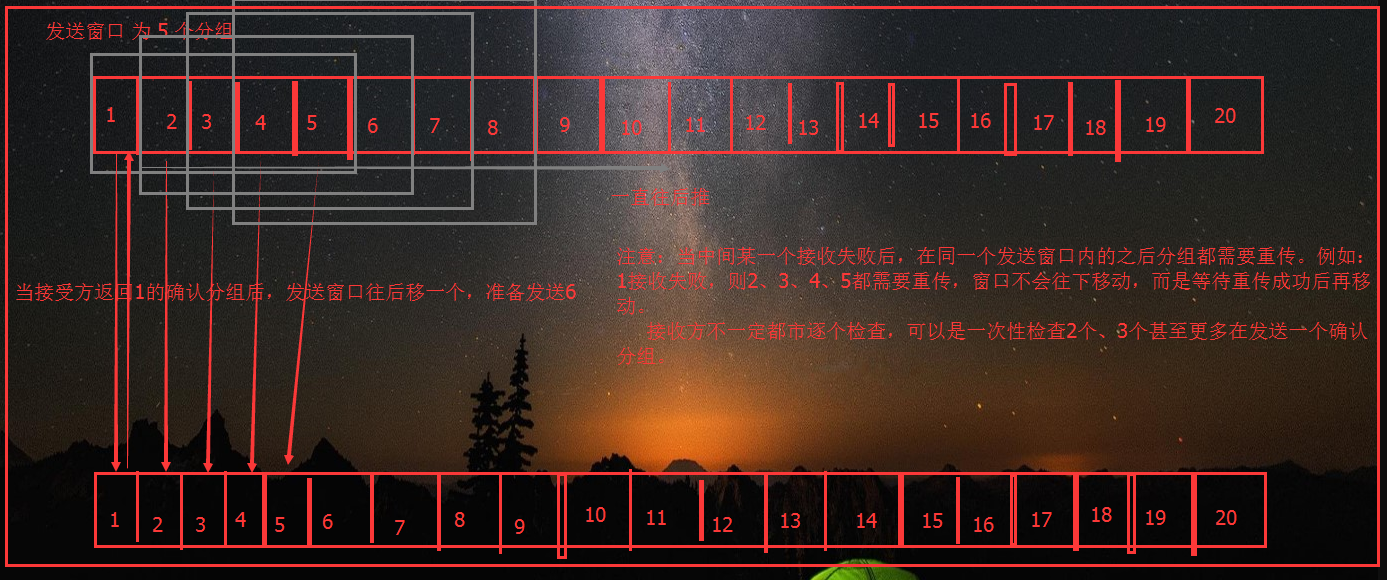 发送窗口 为 5 个分组
1 2 3 4 5 6 7 8 9 10 11 12 13 14 15 16 17 18 19 20
一直往后推
注意：当中间某一个接收失败后，在同一个发送窗口内的之后分组都需要重传。例如：
1接收失败，则2、3、4、5都需要重传，窗口不会往下移动，而是等待重传成功后再移
动。
当接受方返回1的确认分组后，发送窗口往后移一个，准备发送6
接收方不一定都市逐个检查，可以是一次性检查2个、3个甚至更多在发送一个确认
分组。
1 2 3 4 5 6 7 8 9 10 11 12 13 14 15 16 17 18 19 20